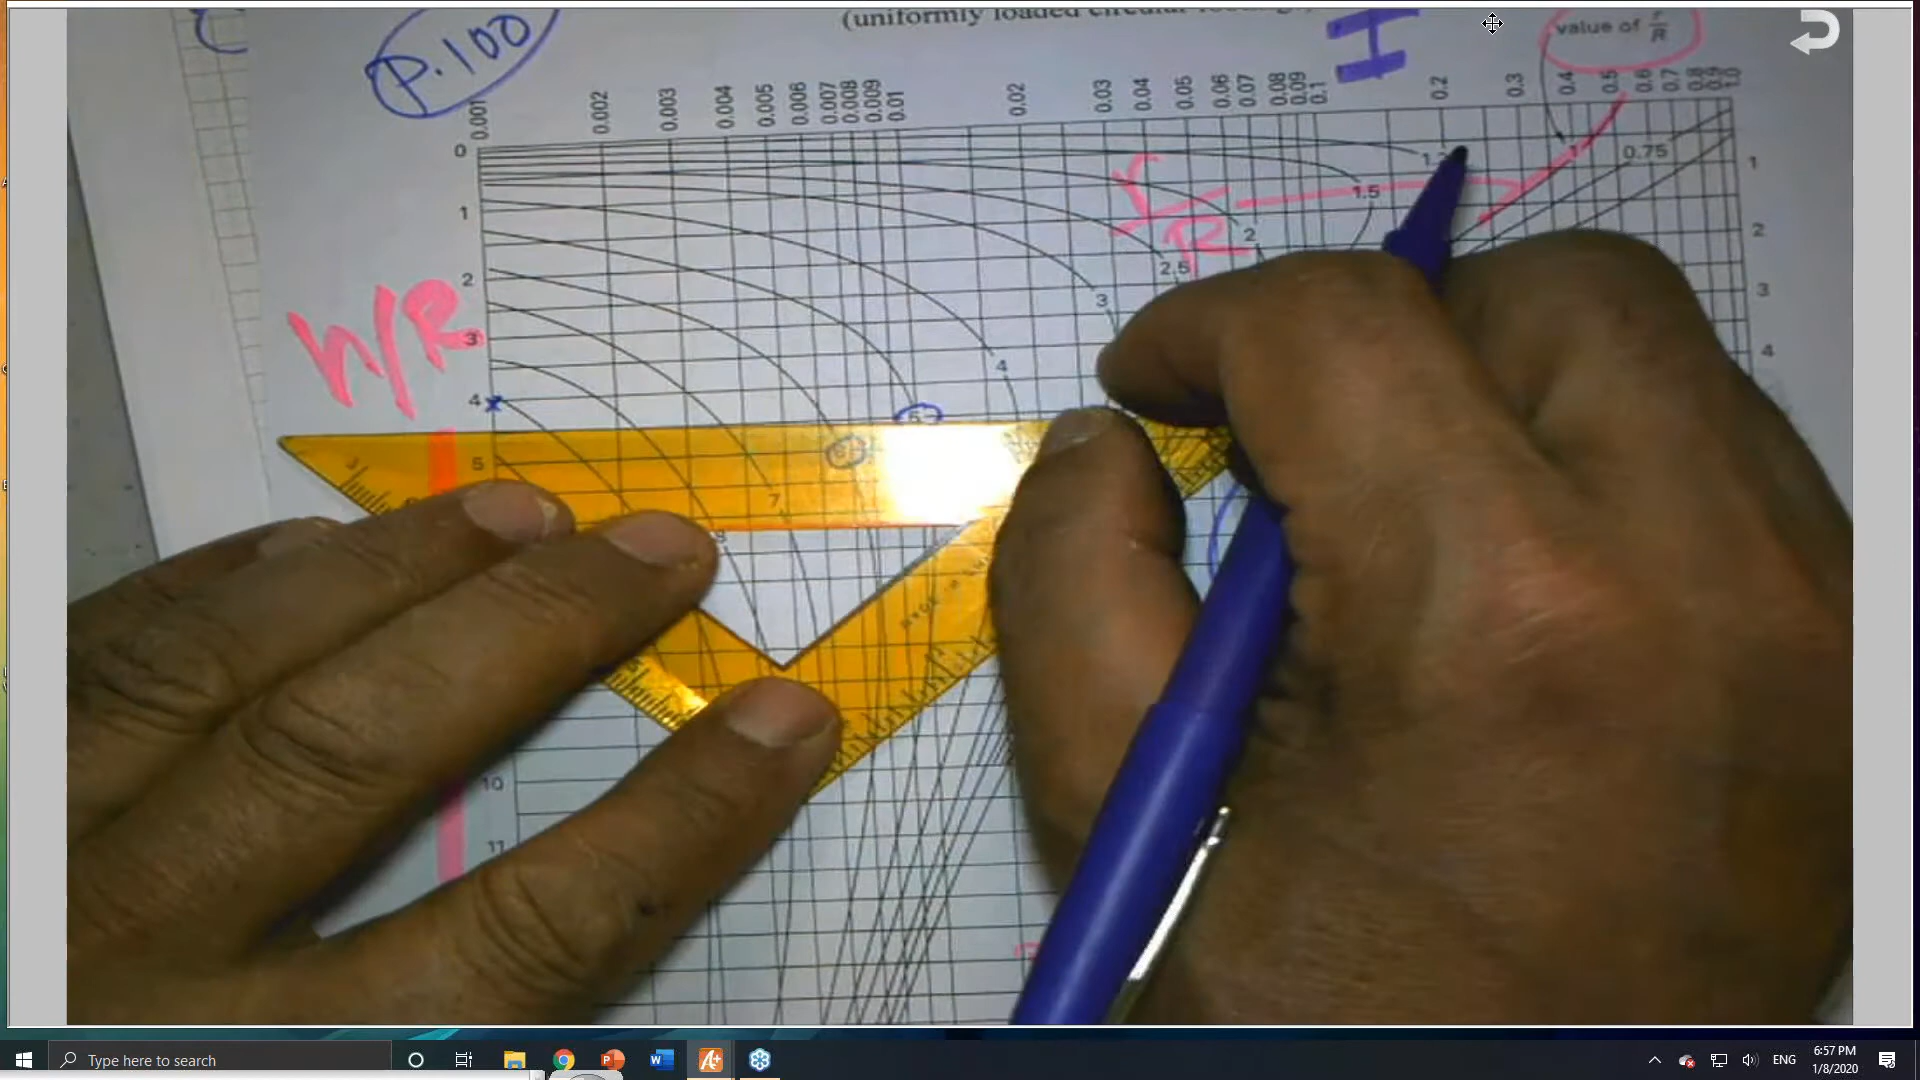 (uniformly loaded circular
P.100
I
value of r/R
0.001 0.002 0.003 0.004 0.005 0.006 0.007 0.008 0.009 0.01 0.02 0.03 0.04 0.05 0.06 0.07 0.08 0.09 0.1 0.2 0.3 0.4 0.5 0.6 0.7 0.8 0.9 1.0
0
1
2
3
4
5
10
11
1
2
3
4
1
0.75
1.5
2
2.5
3
4
7
r/R
h/R
Type here to search
ENG
6:57 PM
1/8/2020